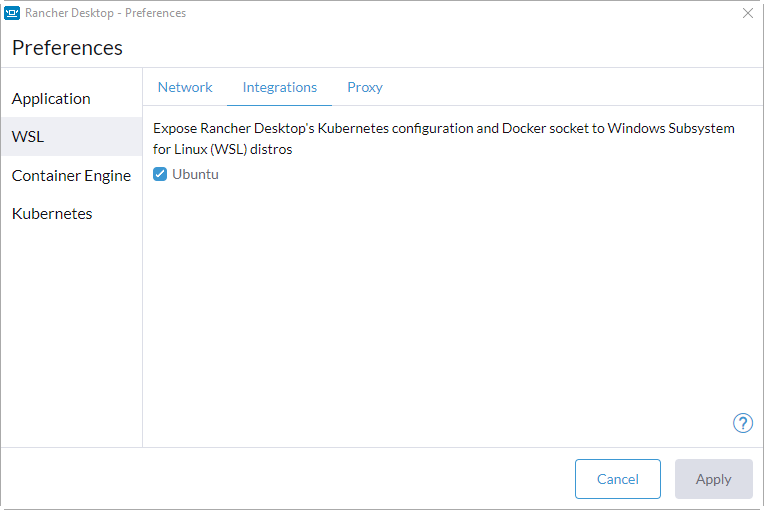 Rancher Desktop - Preferences
Preferences
Application
WSL
Container Engine
Kubernetes
Network Integrations Proxy
Expose Rancher Desktop's Kubernetes configuration and Docker socket to Windows Subsystem
for Linux (WSL) distros
Ubuntu
?
Cancel Apply